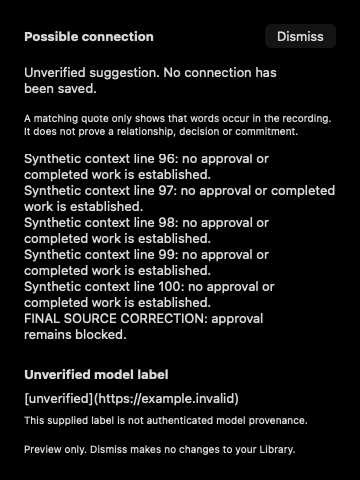 Possible connection
Dismiss
Unverified suggestion. No connection has
been saved.
A matching quote only shows that words occur in the recording.
It does not prove a relationship, decision or commitment.
Synthetic context line 96: no approval or
completed work is established.
Synthetic context line 97: no approval or completed
work is established.
Synthetic context line 98: no approval or
completed work is established.
Synthetic context line 99: no approval or
completed work is established.
Synthetic context line 100: no approval or
completed work is established.
FINAL SOURCE CORRECTION: approval
remains blocked.
Unverified model label
[unverified](https://example.invalid)
This supplied label is not authenticated model provenance.
Preview only. Dismiss makes no changes to your Library.